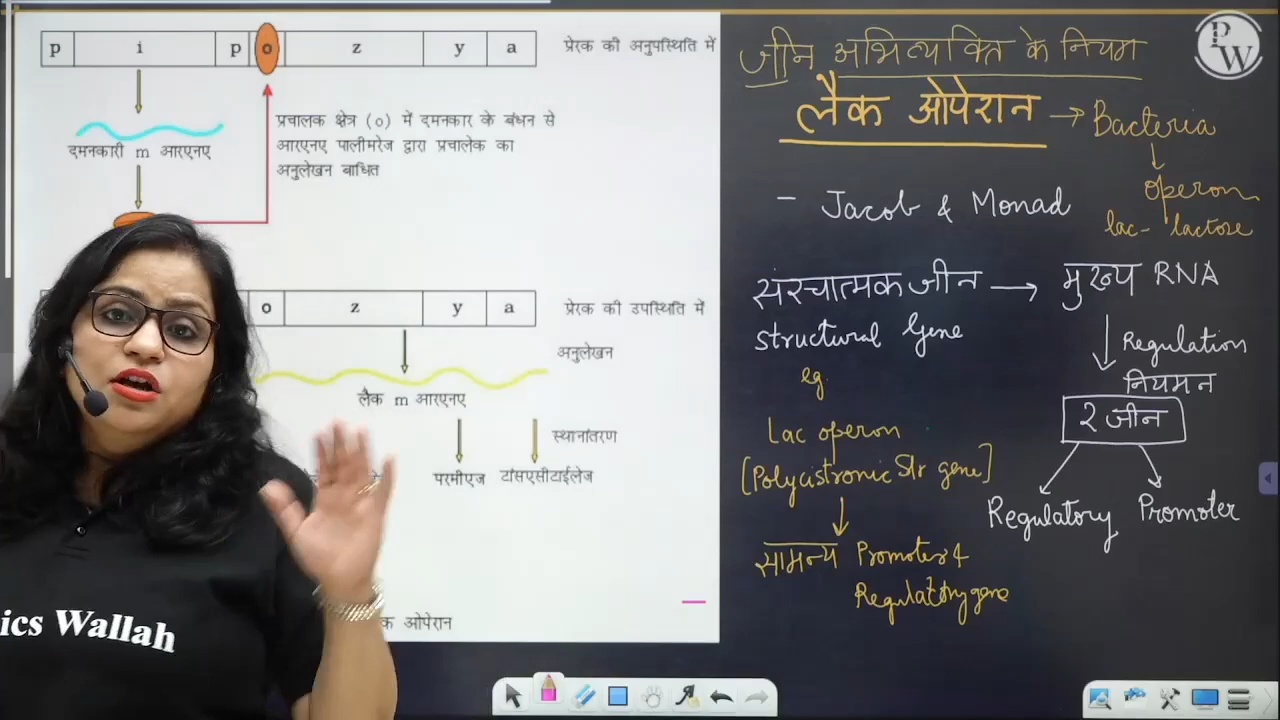 p i p o z y a प्रेरक की अनुपस्थिति में
प्रचालक क्षेत्र (o) में दमनकार के बंधन से
आरएनए पालीमरेज द्वारा प्रचालेक का
अनुलेखन बाधित
दमनकारी m आरएनए
o z y a प्रेरक की उपस्थिति में
अनुलेखन
लैक m आरएनए
स्थानांतरण
परमीएज टांसएसीटाईलेज
क ओपेरान
ics Wallah
PW
जीन अभिव्यक्ति के नियम
लैक ओपेरान → Bacteria
operon
lac- lactose
- Jacob & Monad
संरचात्मक जीन → मुख्य RNA
structural Gene
Regulation
नियमन
eg.
2 जीन
Lac operon
[Polycistronic Str gene]
Regulatory Promoter
सामन्य Promoter &
Regulatory gene